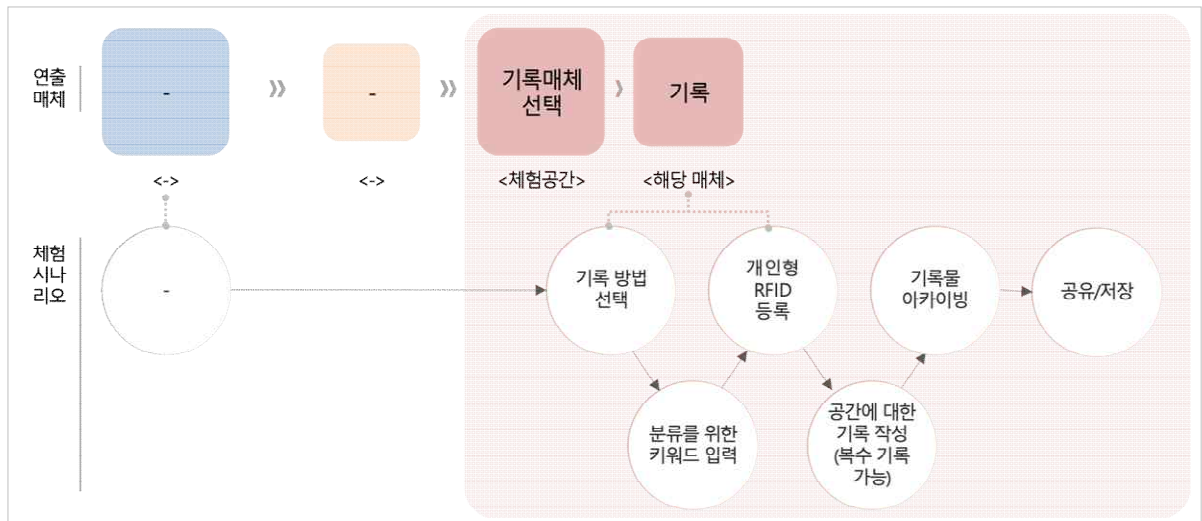 연출
매체
-
»
-
»
기록매체
선택
›
기록
<->
<->
<체험공간>
<해당 매체>
체험
시나
리오
-
기록 방법
선택
개인형
RFID
등록
기록물
아카이빙
공유/저장
분류를 위한
키워드 입력
공간에 대한
기록 작성
(복수 기록
가능)